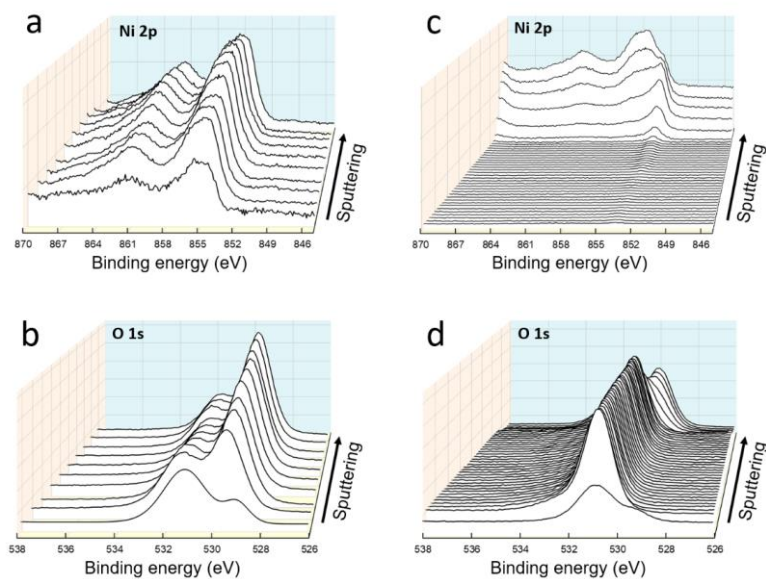 a
Ni 2p
Sputtering
870 867 864 861 858 855 852 849 846
Binding energy (eV)
c
Ni 2p
Sputtering
870 867 864 861 858 855 852 849 846
Binding energy (eV)
b
O 1s
Sputtering
538 536 534 532 530 528 526
Binding energy (eV)
d
O 1s
Sputtering
538 536 534 532 530 528 526
Binding energy (eV)